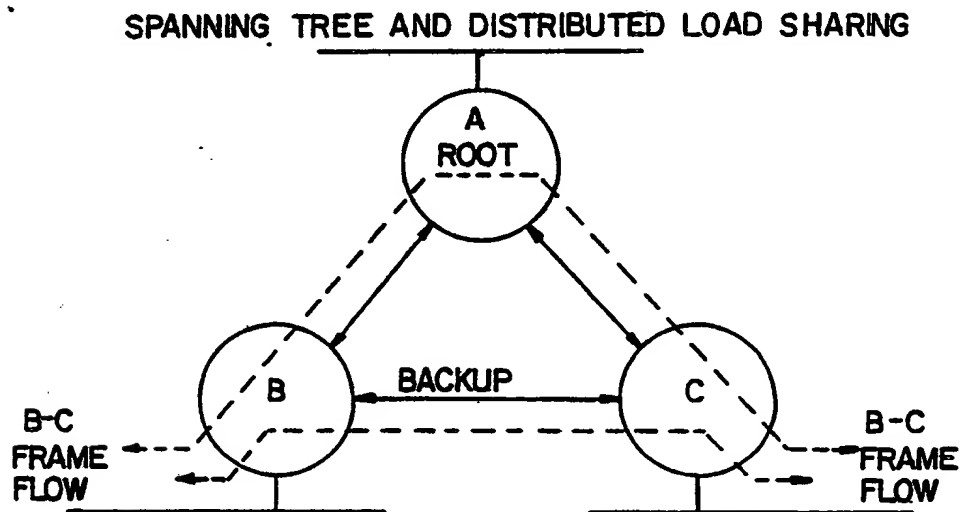 SPANNING TREE AND DISTRIBUTED LOAD SHARING
A
ROOT
B
BACKUP
C
B-C
FRAME
FLOW
B-C
FRAME
FLOW